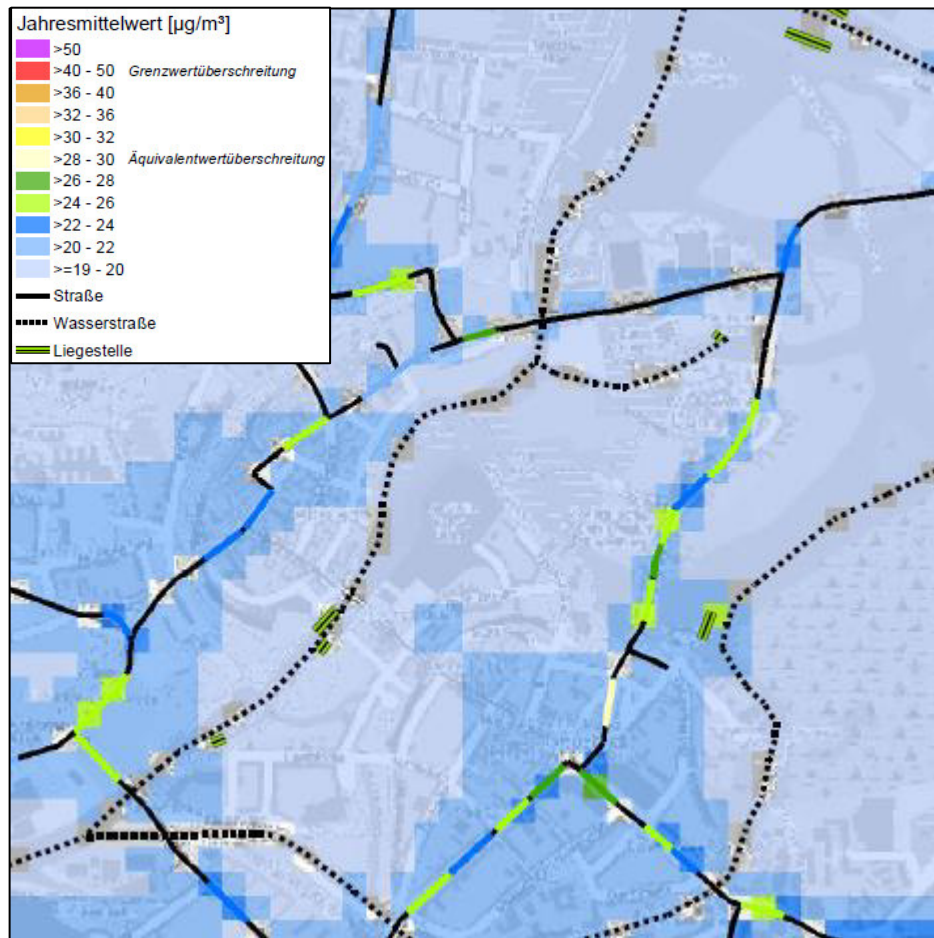 Jahresmittelwert [µg/m³]
>50
>40 - 50 Grenzwertüberschreitung
>36 - 40
>32 - 36
>30 - 32
>28 - 30 Äquivalentwertüberschreitung
>26 - 28
>24 - 26
>22 - 24
>20 - 22
>=19 - 20
Straße
Wasserstraße
Liegestelle